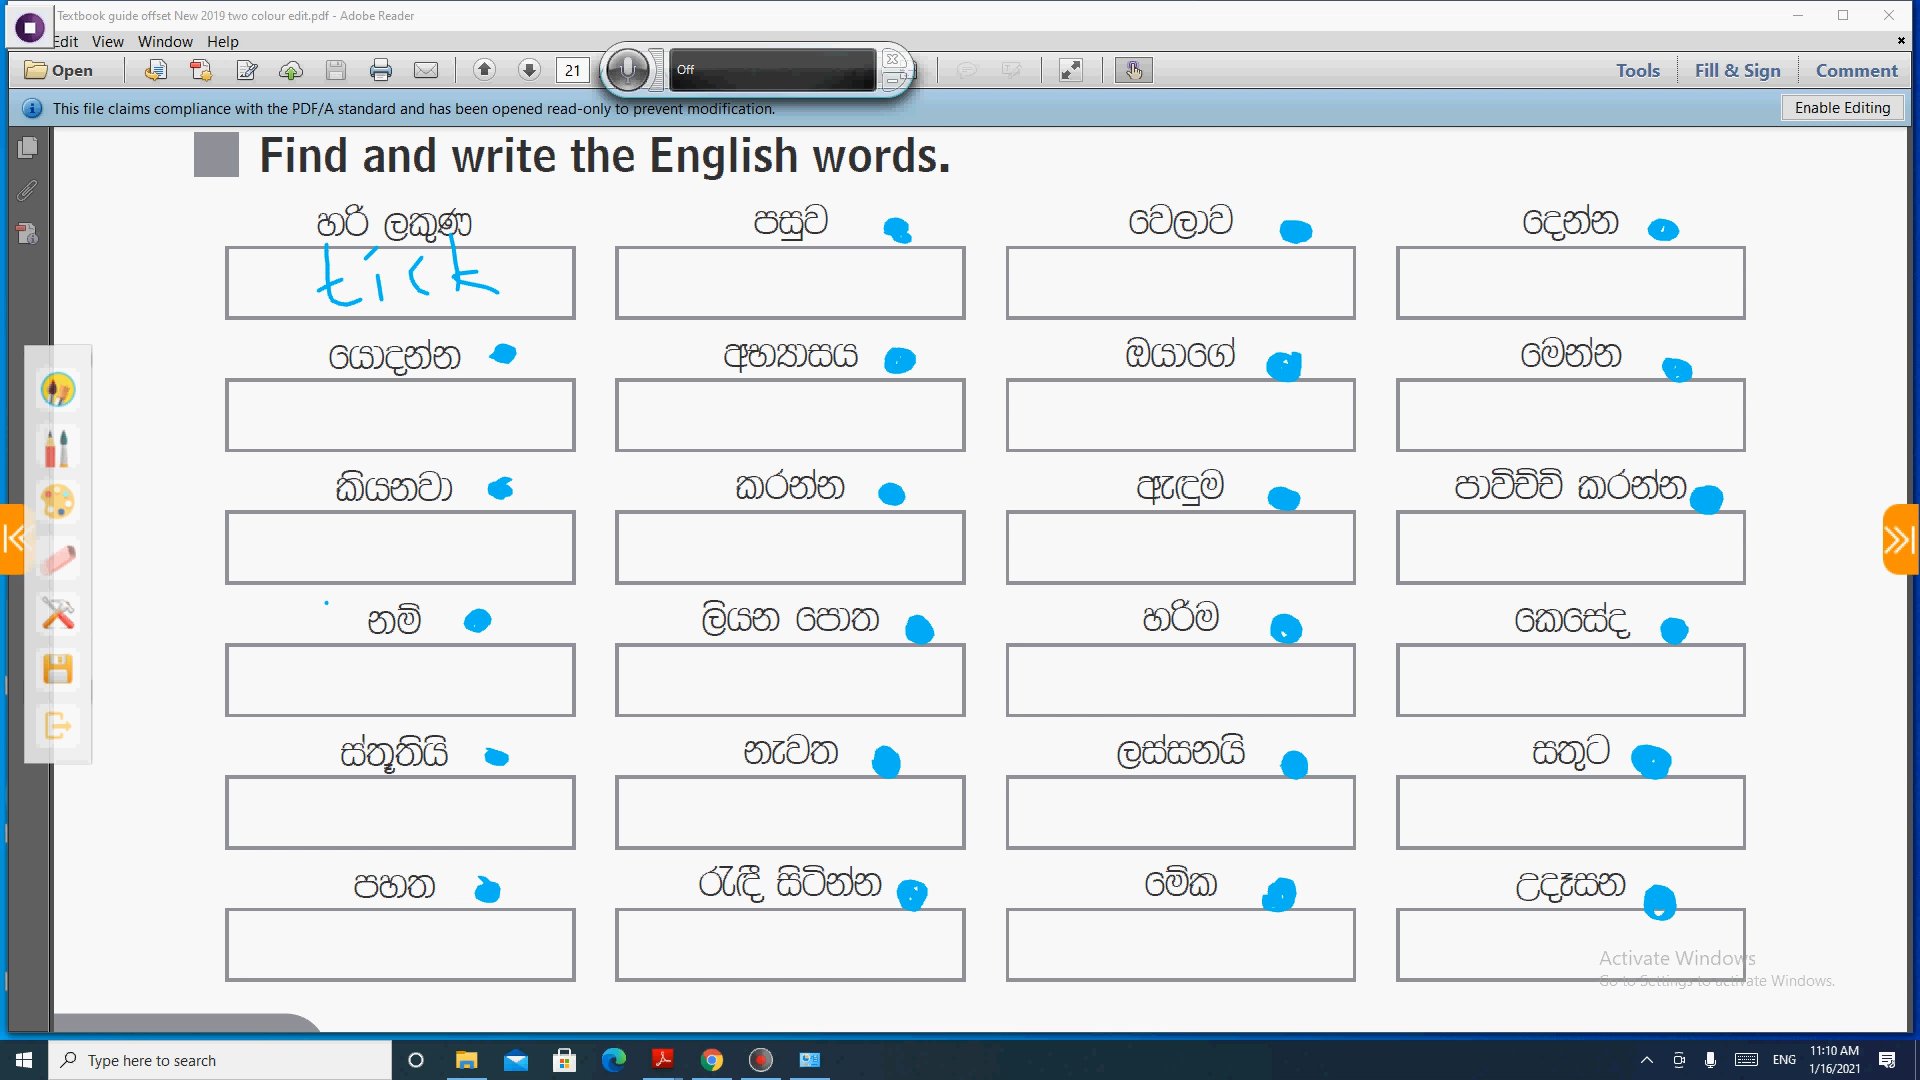 Textbook guide offset New 2019 two colour edit.pdf - Adobe Reader
Edit View Window Help
Open 21 Off Tools Fill & Sign Comment
This file claims compliance with the PDF/A standard and has been opened read-only to prevent modification. Enable Editing
Find and write the English words.
හරි ලකුණ පසුව වෙලාව දෙන්න
tick
යොදන්න අභ්‍යාසය ඔයාගේ මෙන්න
කියනවා කරන්න ඇඳුම පාවිච්චි කරන්න
නම් ලියන පොත හරිම කෙසේද
ස්තූතියි නැවත ලස්සනයි සතුට
පහත රැඳී සිටින්න මේක උදෑසන
Activate Windows
Go to Settings to activate Windows.
Type here to search ENG 11:10 AM
1/16/2021